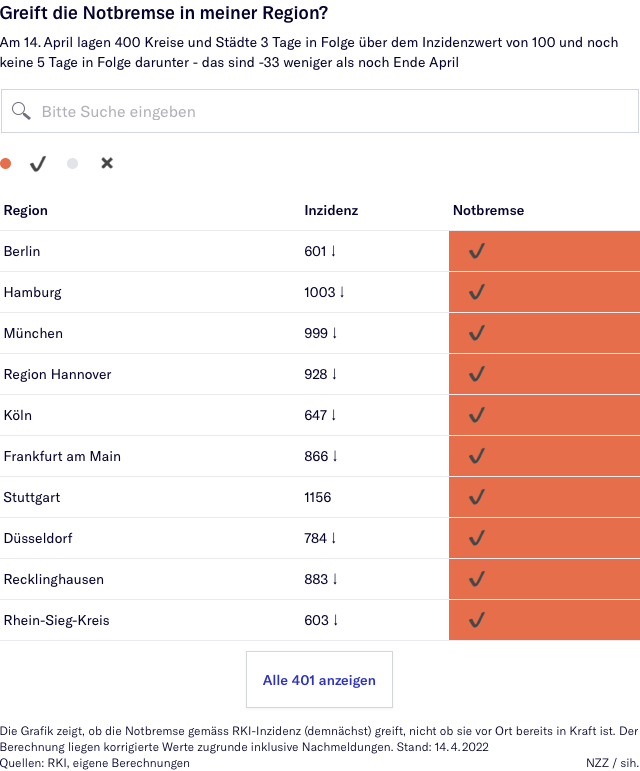 Greift die Notbremse in meiner Region?
Am 14. April lagen 400 Kreise und Städte 3 Tage in Folge über dem Inzidenzwert von 100 und noch
keine 5 Tage in Folge darunter - das sind -33 weniger als noch Ende April
Bitte Suche eingeben
✓ ×
Region Inzidenz Notbremse
Berlin 601 ↓ ✓
Hamburg 1003 ↓ ✓
München 999 ↓ ✓
Region Hannover 928 ↓ ✓
Köln 647 ↓ ✓
Frankfurt am Main 866 ↓ ✓
Stuttgart 1156 ✓
Düsseldorf 784 ↓ ✓
Recklinghausen 883 ↓ ✓
Rhein-Sieg-Kreis 603 ↓ ✓
Alle 401 anzeigen
Die Grafik zeigt, ob die Notbremse gemäss RKI-Inzidenz (demnächst) greift, nicht ob sie vor Ort bereits in Kraft ist. Der
Berechnung liegen korrigierte Werte zugrunde inklusive Nachmeldungen. Stand: 14.4.2022
Quellen: RKI, eigene Berechnungen NZZ / sih.